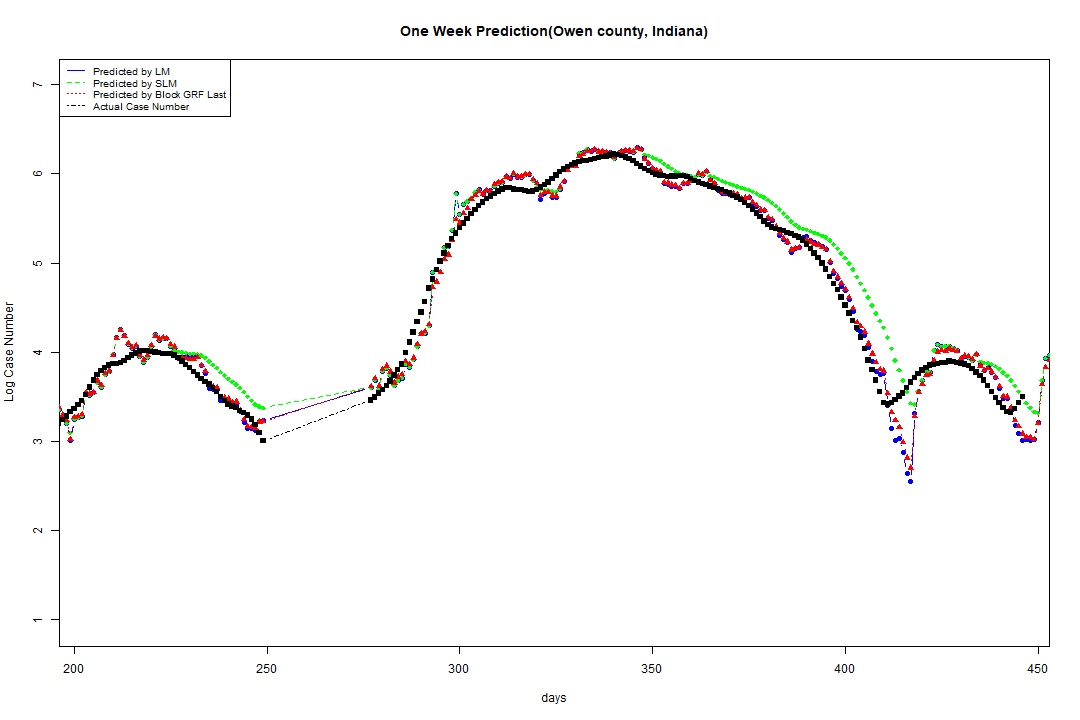 One Week Prediction(Owen county, Indiana)
Predicted by LM
Predicted by SLM
Predicted by Block GRF Last
Actual Case Number
7
6
5
4
3
2
1
Log Case Number
200 250 300 350 400 450
days